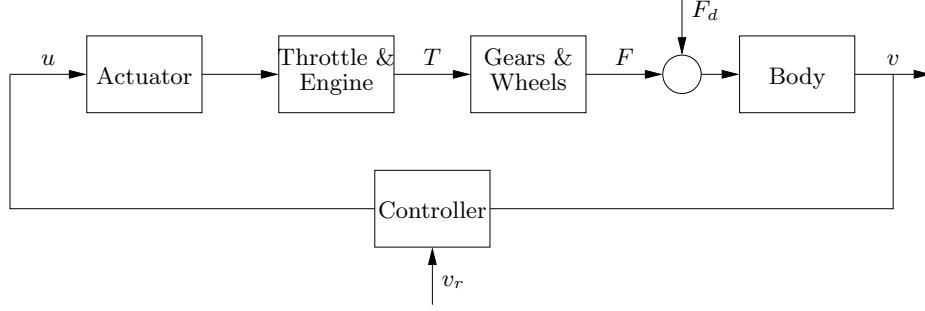 F_d
u
Actuator
Throttle &
Engine
T
Gears &
Wheels
F
Body
v
Controller
v_r